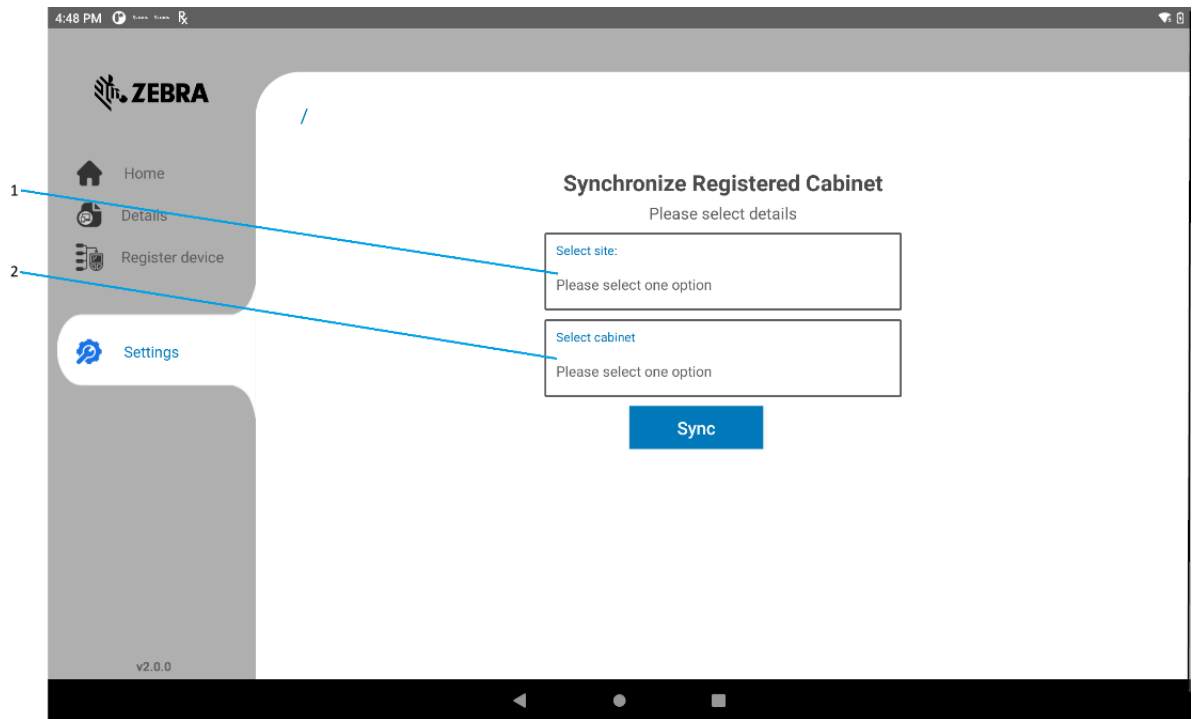 4:48 PM
ZEBRA
/
Home
1
Details
Register device
2
Settings
v2.0.0
Synchronize Registered Cabinet
Please select details
Select site:
Please select one option
Select cabinet
Please select one option
Sync